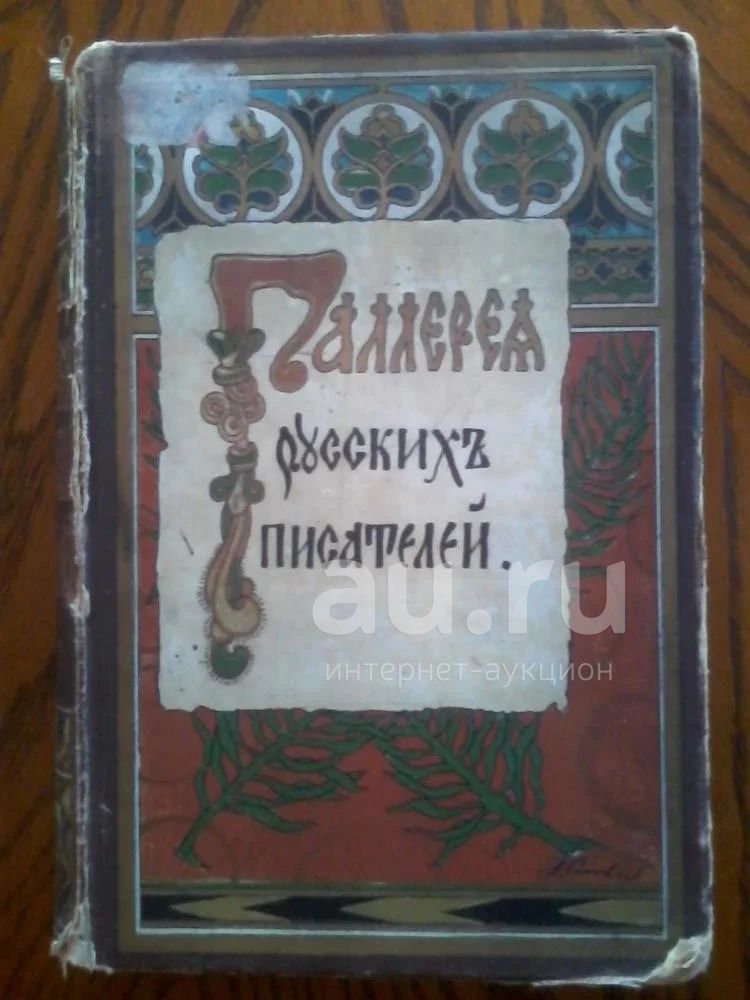 Галлерея
русскихъ
писателей.
au.ru
интернет-аукцион